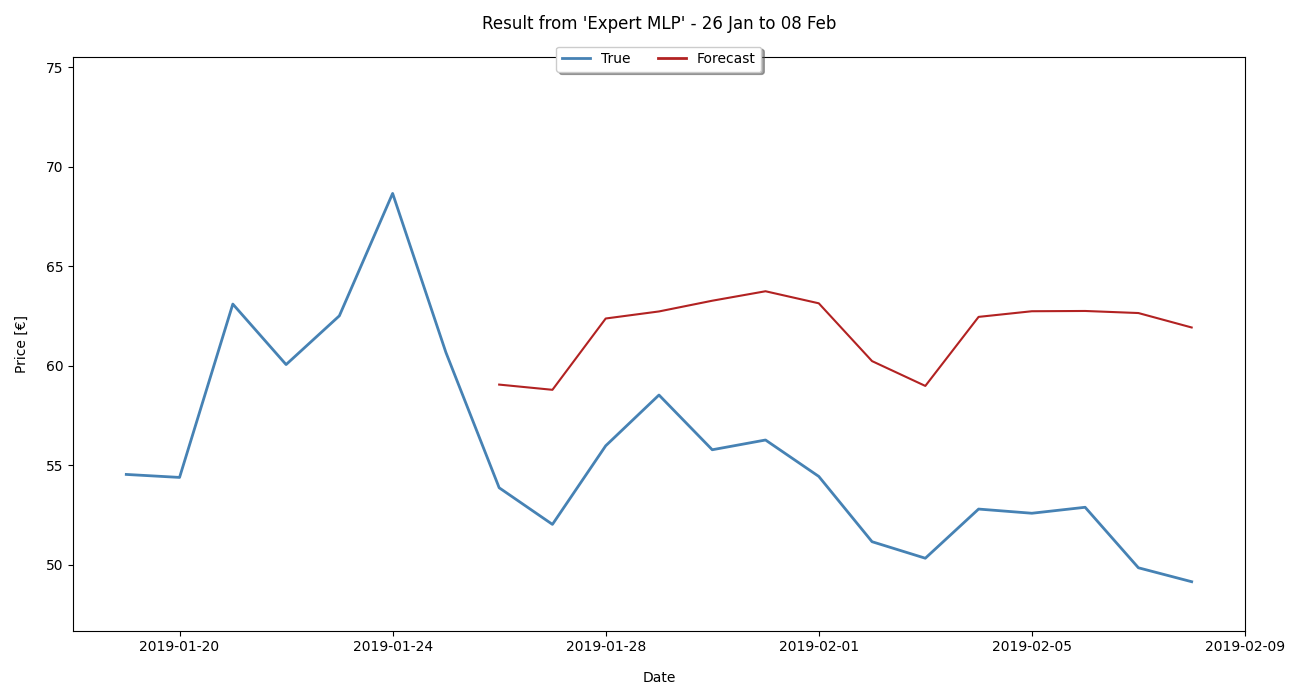 Result from 'Expert MLP' - 26 Jan to 08 Feb
True Forecast
75
70
65
60
55
50
Price [€]
2019-01-20 2019-01-24 2019-01-28 2019-02-01 2019-02-05 2019-02-09
Date